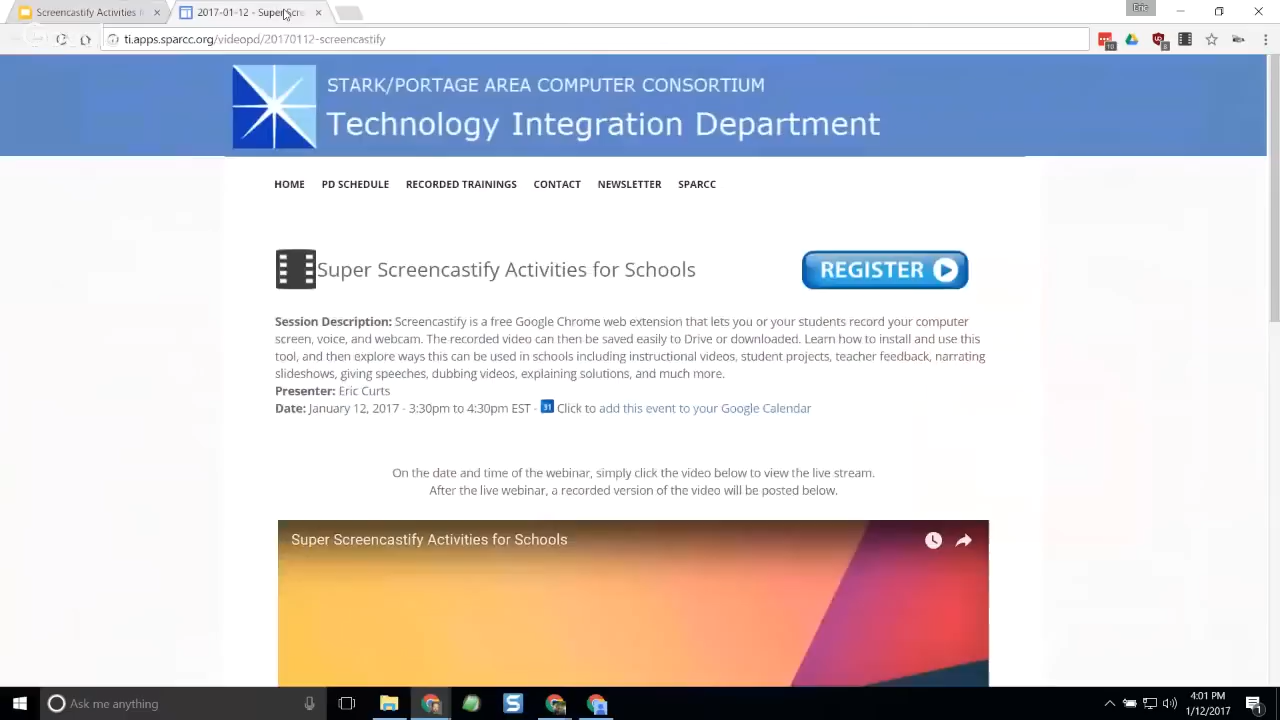 Screencastify Activities
2017-01-12 - Super Scre
Eric
ti.apps.sparcc.org/videopd/20170112-screencastify
10
8
STARK/PORTAGE AREA COMPUTER CONSORTIUM
Technology Integration Department
HOME PD SCHEDULE RECORDED TRAININGS CONTACT NEWSLETTER SPARCC
Super Screencastify Activities for Schools
REGISTER
Session Description: Screencastify is a free Google Chrome web extension that lets you or your students record your computer
screen, voice, and webcam. The recorded video can then be saved easily to Drive or downloaded. Learn how to install and use this
tool, and then explore ways this can be used in schools including instructional videos, student projects, teacher feedback, narrating
slideshows, giving speeches, dubbing videos, explaining solutions, and much more.
Presenter: Eric Curts
Date: January 12, 2017 - 3:30pm to 4:30pm EST - 31 Click to add this event to your Google Calendar
On the date and time of the webinar, simply click the video below to view the live stream.
After the live webinar, a recorded version of the video will be posted below.
Super Screencastify Activities for Schools
Ask me anything
4:01 PM
1/12/2017
1